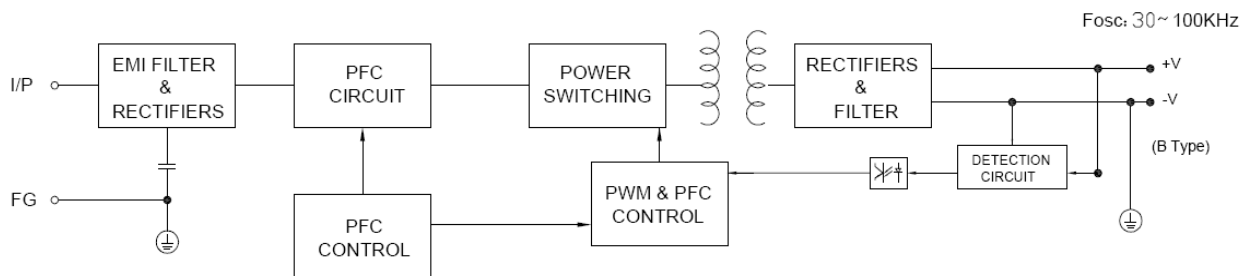 Fosc: 30~ 100KHz
I/P
EMI FILTER
&
RECTIFIERS
PFC
CIRCUIT
POWER
SWITCHING
RECTIFIERS
&
FILTER
+V
-V
(B Type)
DETECTION
CIRCUIT
PWM & PFC
CONTROL
FG
PFC
CONTROL